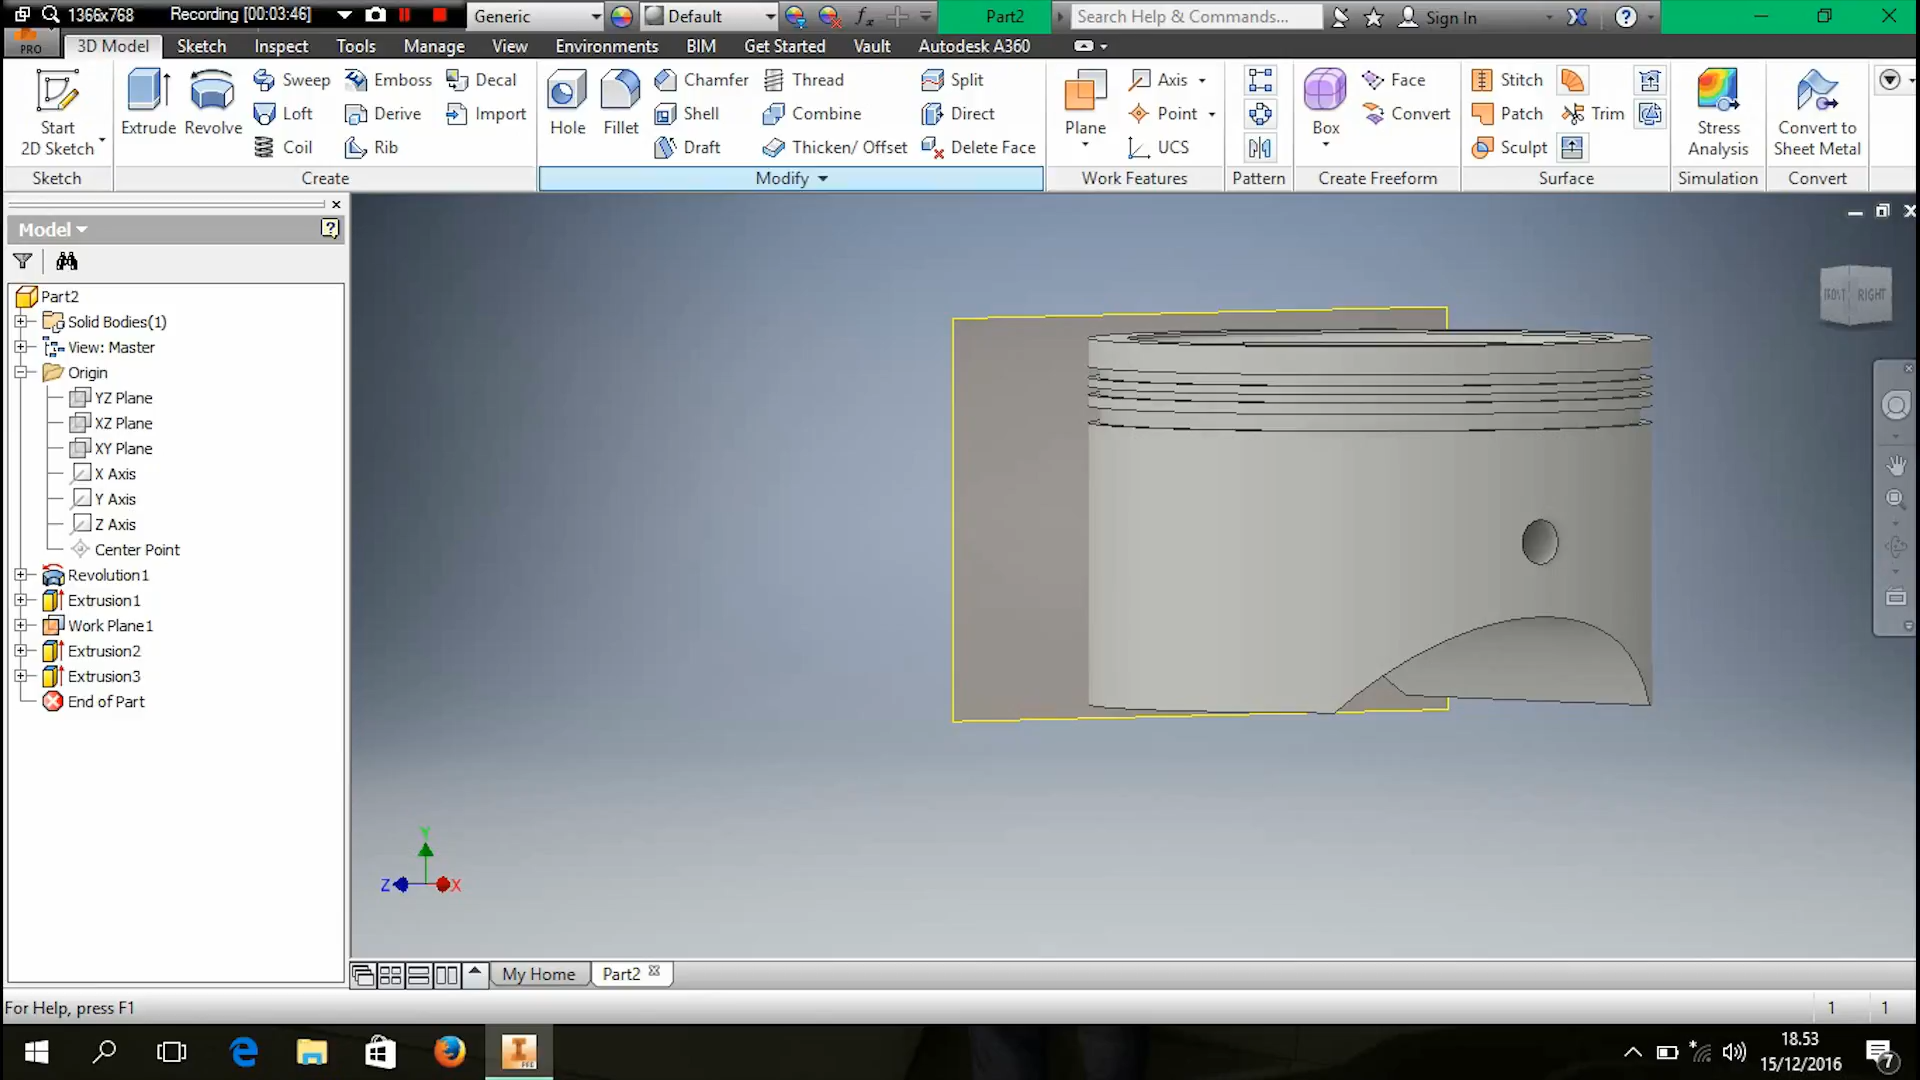 1366x768 Recording [00:03:46] Generic Default Part2 Search Help & Commands... Sign In
PRO 3D Model Sketch Inspect Tools Manage View Environments BIM Get Started Vault Autodesk A360
Start 2D Sketch
Extrude Revolve Sweep Loft Coil Emboss Derive Rib Decal Import
Hole Fillet Chamfer Shell Draft Thread Combine Thicken/ Offset Split Direct Delete Face
Plane Axis Point UCS
Box Face Convert
Stitch Patch Sculpt Trim
Stress Analysis
Convert to Sheet Metal
Sketch Create Modify Work Features Pattern Create Freeform Surface Simulation Convert
Model
Part2
Solid Bodies(1)
View: Master
Origin
YZ Plane
XZ Plane
XY Plane
X Axis
Y Axis
Z Axis
Center Point
Revolution1
Extrusion1
Work Plane1
Extrusion2
Extrusion3
End of Part
FRONT RIGHT
Y
Z X
My Home Part2
For Help, press F1 1 1
18.53
15/12/2016
7